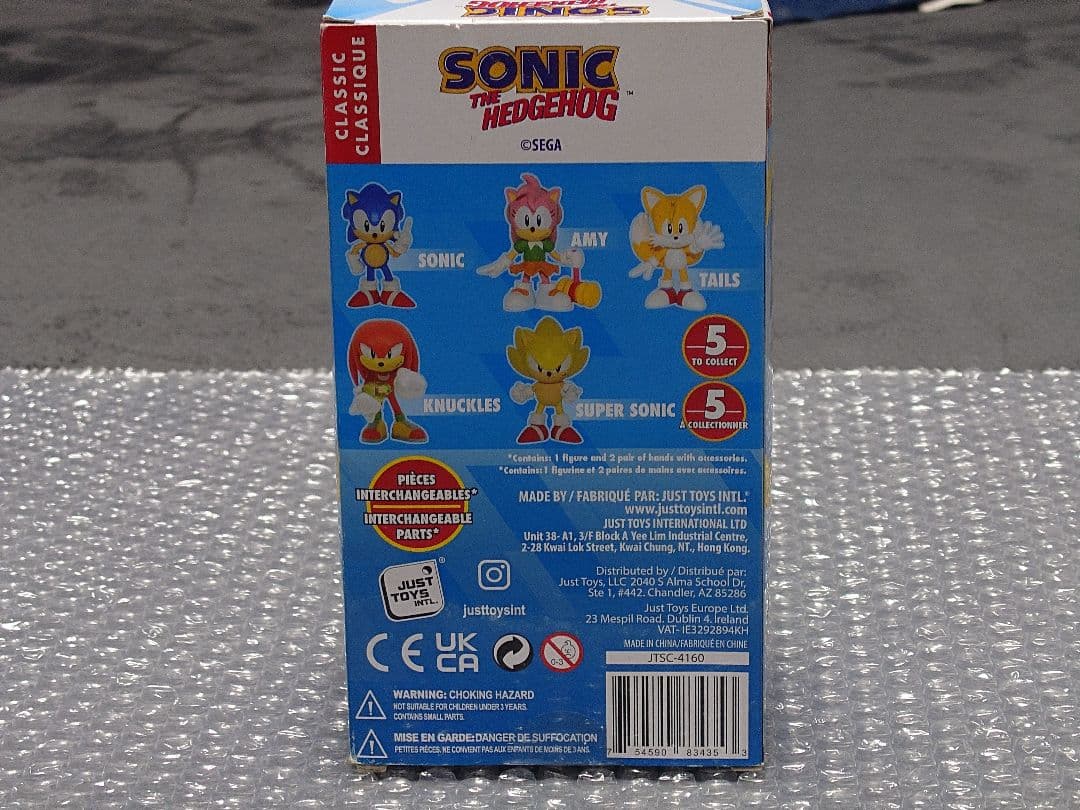 CLASSIC
CLASSIQUE
SONIC
THE
HEDGEHOG™
©SEGA
SONIC
AMY
TAILS
KNUCKLES
SUPER SONIC
5
TO COLLECT
5
À COLLECTIONNER
*Contains: 1 figure and 2 pair of hands with accessories.
*Contains: 1 figurine et 2 paires de mains avec accessoires.
PIÈCES
INTERCHANGEABLES*
INTERCHANGEABLE
PARTS*
MADE BY / FABRIQUÉ PAR: JUST TOYS INTL.®
www.justtoysintl.com
JUST TOYS INTERNATIONAL LTD
Unit 38- A1, 3/F Block A Yee Lim Industrial Centre,
2-28 Kwai Lok Street, Kwai Chung, NT., Hong Kong.
JUST
TOYS
INTL.
®
justtoysint
Distributed by / Distribué par:
Just Toys, LLC 2040 S Alma School Dr,
Ste 1, #442. Chandler, AZ 85286
Just Toys Europe Ltd.
23 Mespil Road. Dublin 4. Ireland
VAT- IE3292894KH
MADE IN CHINA/FABRIQUÉ EN CHINE
JTSC-4160
CE
UK
CA
0-3
WARNING: CHOKING HAZARD
NOT SUITABLE FOR CHILDREN UNDER 3 YEARS.
CONTAINS SMALL PARTS.
MISE EN GARDE:DANGER DE SUFFOCATION
PETITES PIÈCES. NE CONVIENT PAS AUX ENFANTS DE MOINS DE 3 ANS.
7 54590 83435 3